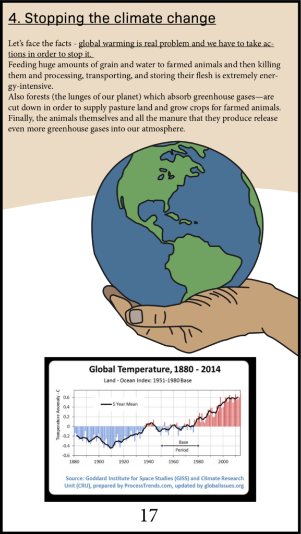 4. Stopping the climate change
Let's face the facts - global warming is real problem and we have to take ac-
tions in order to stop it.
Feeding huge amounts of grain and water to farmed animals and then killing
them and processing, transporting, and storing their flesh is extremely ener-
gy-intensive.
Also forests (the lunges of our planet) which absorb greenhouse gases—are
cut down in order to supply pasture land and grow crops for farmed animals.
Finally, the animals themselves and all the manure that they produce release
even more greenhouse gases into our atmosphere.
Global Temperature, 1880 - 2014
Land - Ocean Index: 1951-1980 Base
5 Year Mean
Temperature Anomaly - C
0.6
0.4
0.2
0
-0.2
-0.4
-0.6
Base
Period
1880 1900 1920 1940 1960 1980 2000
Source: Goddard Institute for Space Studies (GISS) and Climate Research
Unit (CRU), prepared by ProcessTrends.com, updated by globalissues.org
17